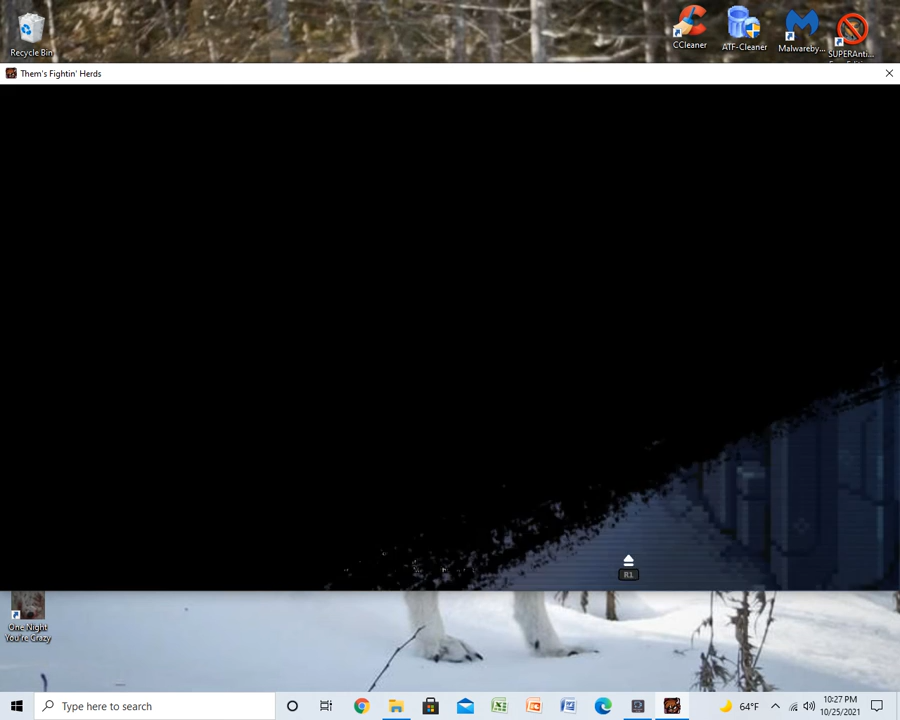 Recycle Bin
CCleaner
ATF-Cleaner
Malwareby...
SUPERAnti...
Them's Fightin' Herds
R1
One Night
You're Crazy
Type here to search
64°F
10:27 PM
10/25/2021